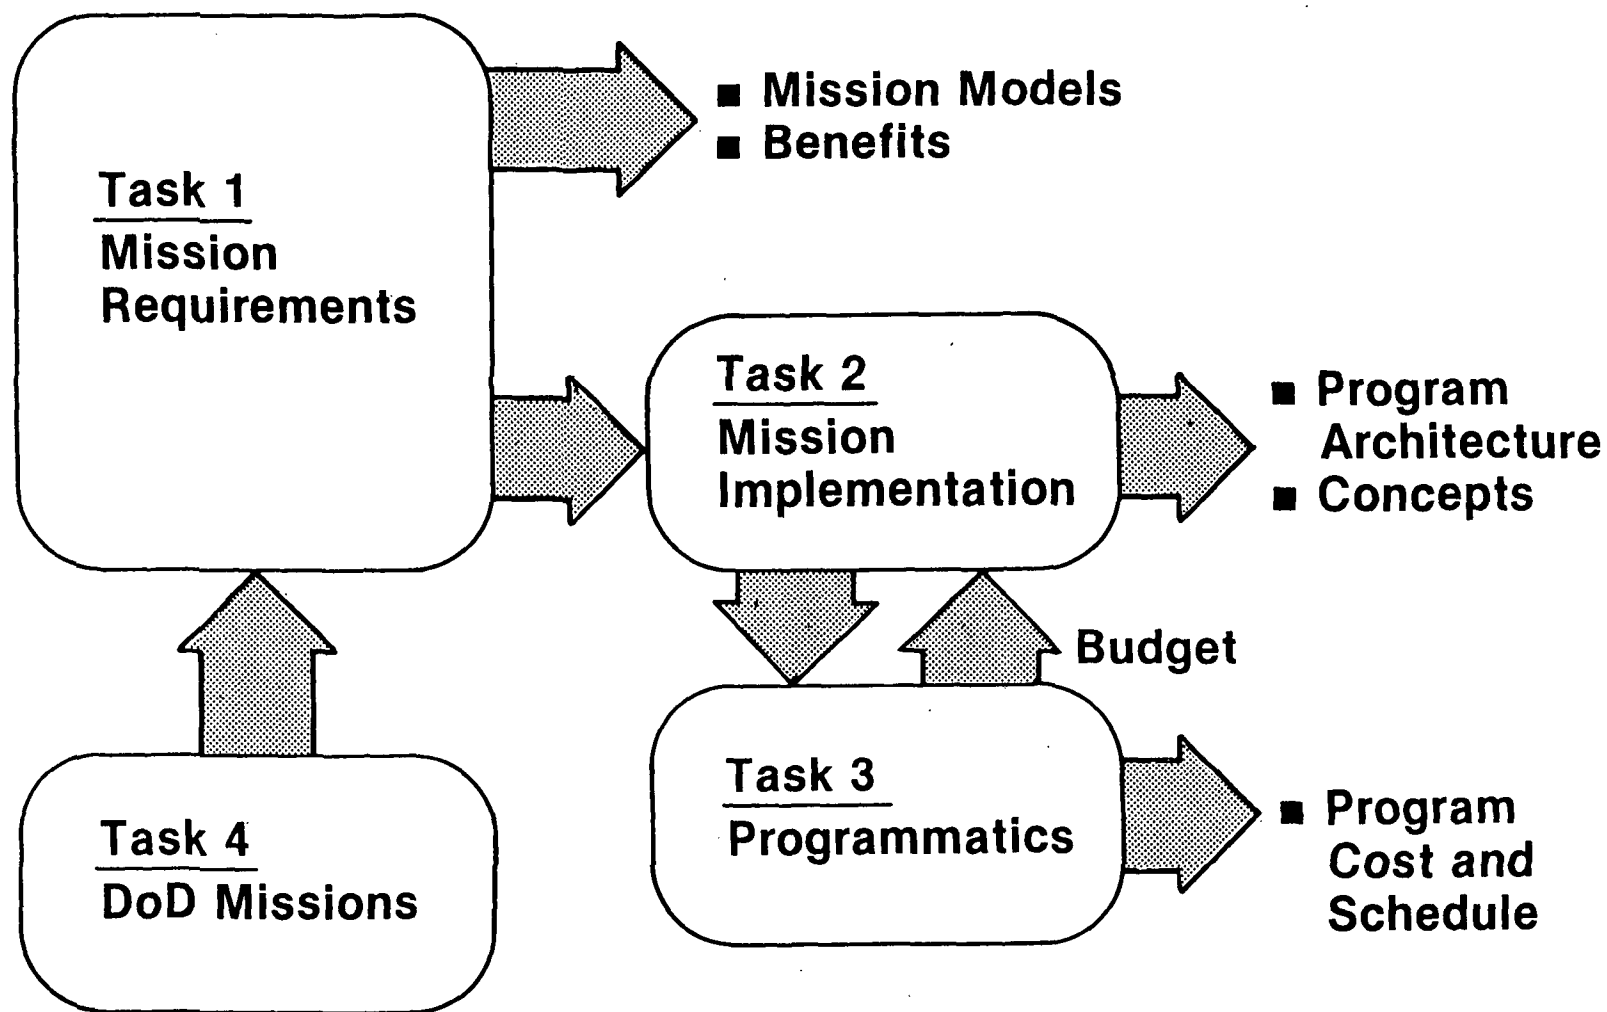 Task 1
Mission
Requirements
■ Mission Models
■ Benefits
Task 2
Mission
Implementation
■ Program
Architecture
■ Concepts
Budget
Task 3
Programmatics
■ Program
Cost and
Schedule
Task 4
DoD Missions